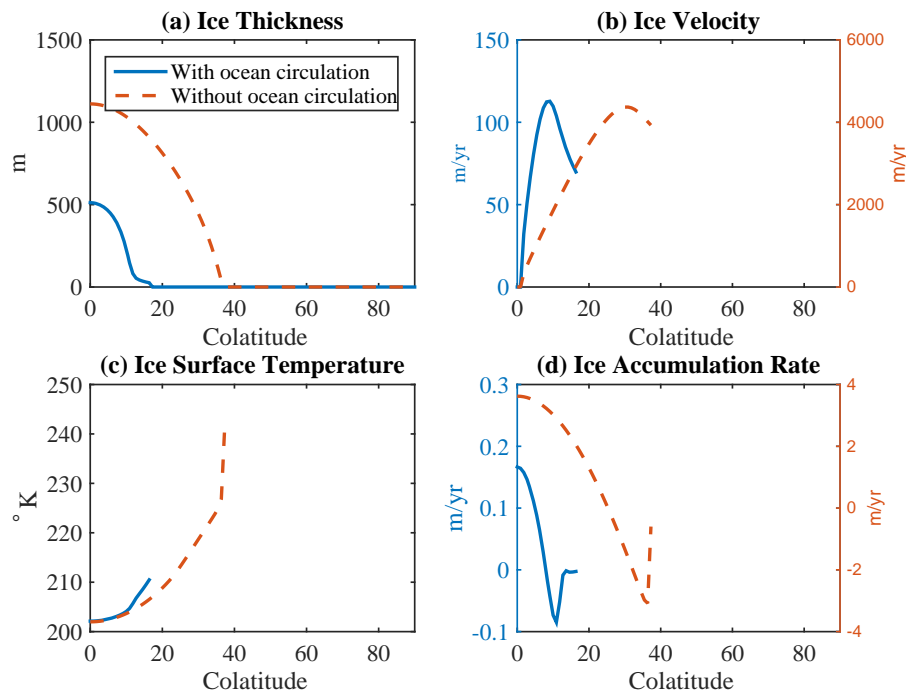 (a) Ice Thickness
1500
1000
500
0
m
With ocean circulation
Without ocean circulation
0 20 40 60 80
Colatitude
(b) Ice Velocity
150
100
50
0
m/yr
6000
4000
2000
0
m/yr
0 20 40 60 80
Colatitude
(c) Ice Surface Temperature
250
240
230
220
210
200
° K
0 20 40 60 80
Colatitude
(d) Ice Accumulation Rate
0.3
0.2
0.1
0
-0.1
m/yr
4
2
0
-2
-4
m/yr
0 20 40 60 80
Colatitude